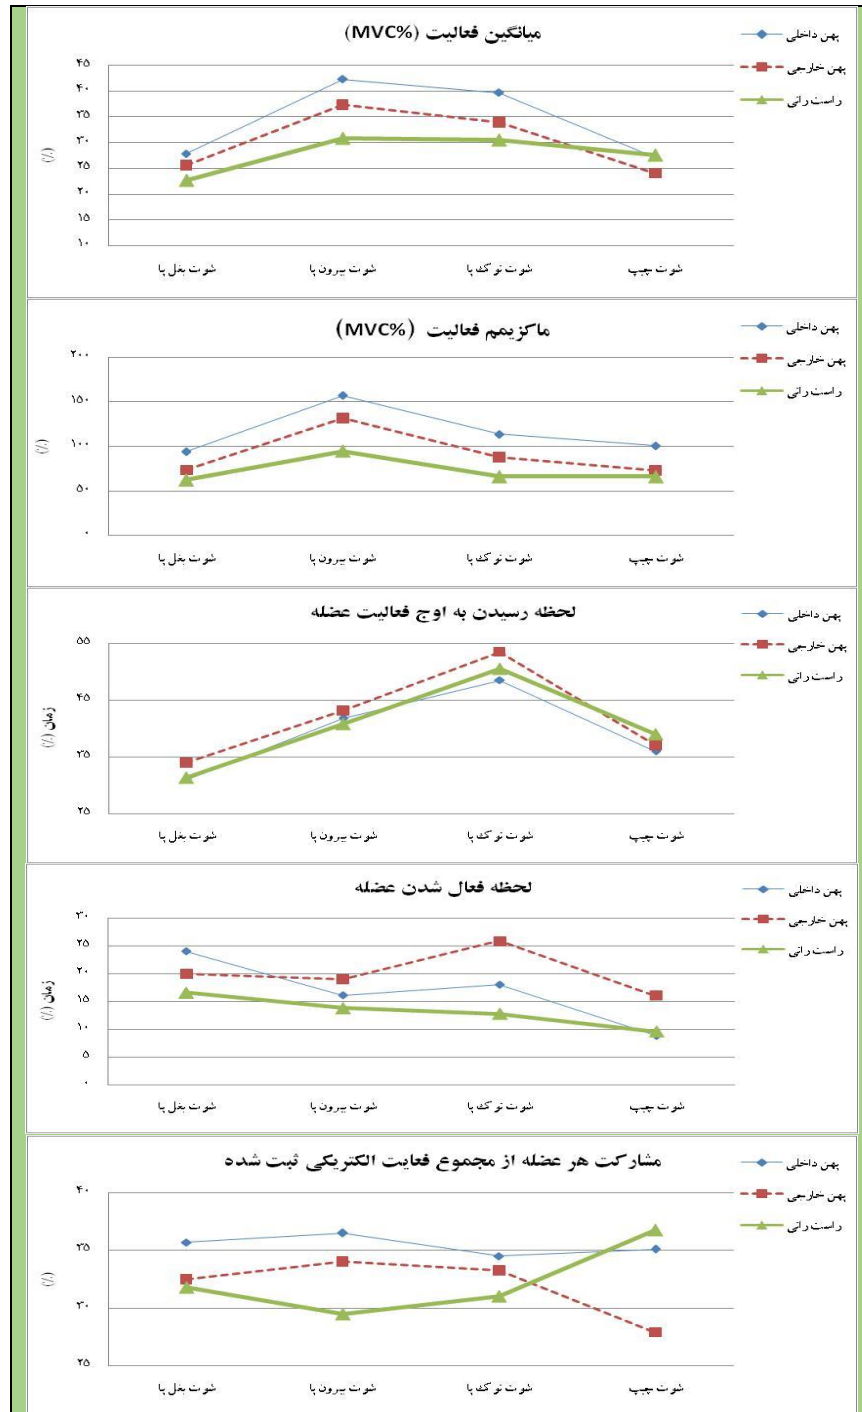 میانگین فعالیت (MVC%)
پهن داخلی
پهن خارجی
راست رانی
(٪)
۴۵
۴۰
۳۵
۳۰
۲۵
۲۰
۱۵
۱۰
شوت بغل پا
شوت بیرون پا
شوت نوک پا
شوت چیپ
ماکزیمم فعالیت (MVC%)
پهن داخلی
پهن خارجی
راست رانی
(٪)
۲۰۰
۱۵۰
۱۰۰
۵۰
۰
شوت بغل پا
شوت بیرون پا
شوت نوک پا
شوت چیپ
لحظه رسیدن به اوج فعالیت عضله
پهن داخلی
پهن خارجی
راست رانی
زمان (٪)
۵۵
۴۵
۳۵
۲۵
شوت بغل پا
شوت بیرون پا
شوت نوک پا
شوت چیپ
لحظه فعال شدن عضله
پهن داخلی
پهن خارجی
راست رانی
زمان (٪)
۳۰
۲۵
۲۰
۱۵
۱۰
۵
۰
شوت بغل پا
شوت بیرون پا
شوت نوک پا
شوت چیپ
مشارکت هر عضله از مجموع فعایت الکتریکی ثبت شده
پهن داخلی
پهن خارجی
راست رانی
(٪)
۴۰
۳۵
۳۰
۲۵
شوت بغل پا
شوت بیرون پا
شوت نوک پا
شوت چیپ